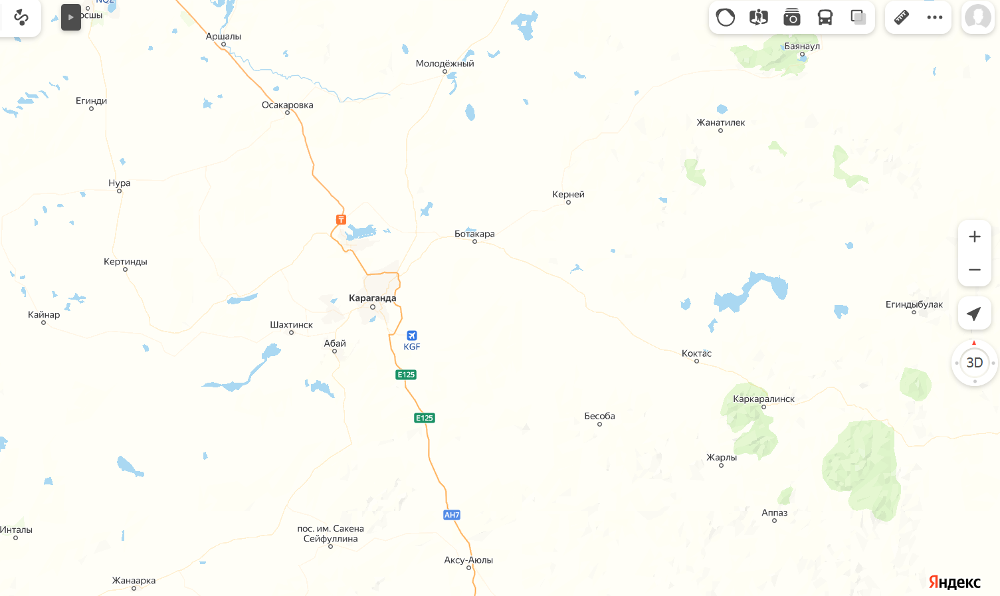 NQZ
осшы
Аршалы
Баянаул
Молодёжный
Егинди
Осакаровка
Жанатилек
Нура
Керней
Ботакара
Кертинды
Караганда
Егиндыбулак
Кайнар
Шахтинск
Абай
KGF
Коктас
3D
E125
Каркаралинск
E125
Бесоба
Жарлы
AH7
Аппаз
Инталы
пос. им. Сакена
Сейфуллина
Аксу-Аюлы
Жанаарка
Яндекс